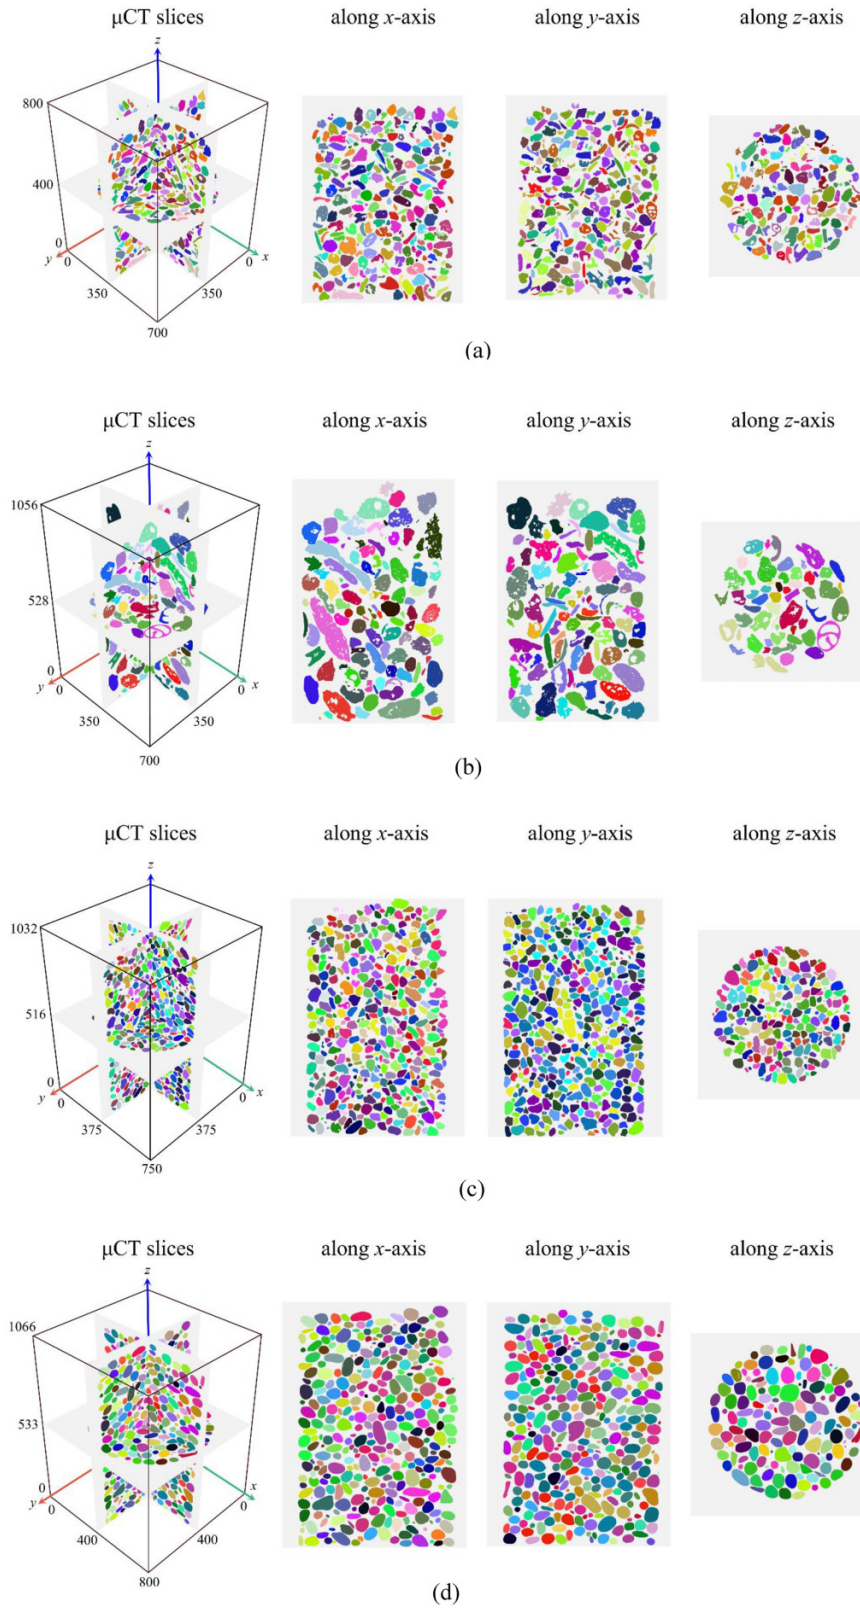 μCT slices along x-axis along y-axis along z-axis
z
800
400
0
y 0 0 x
350 350
700
(a)
μCT slices along x-axis along y-axis along z-axis
z
1056
528
0
y 0 0 x
350 350
700
(b)
μCT slices along x-axis along y-axis along z-axis
z
1032
516
0
y 0 0 x
375 375
750
(c)
μCT slices along x-axis along y-axis along z-axis
z
1066
533
0
y 0 0 x
400 400
800
(d)